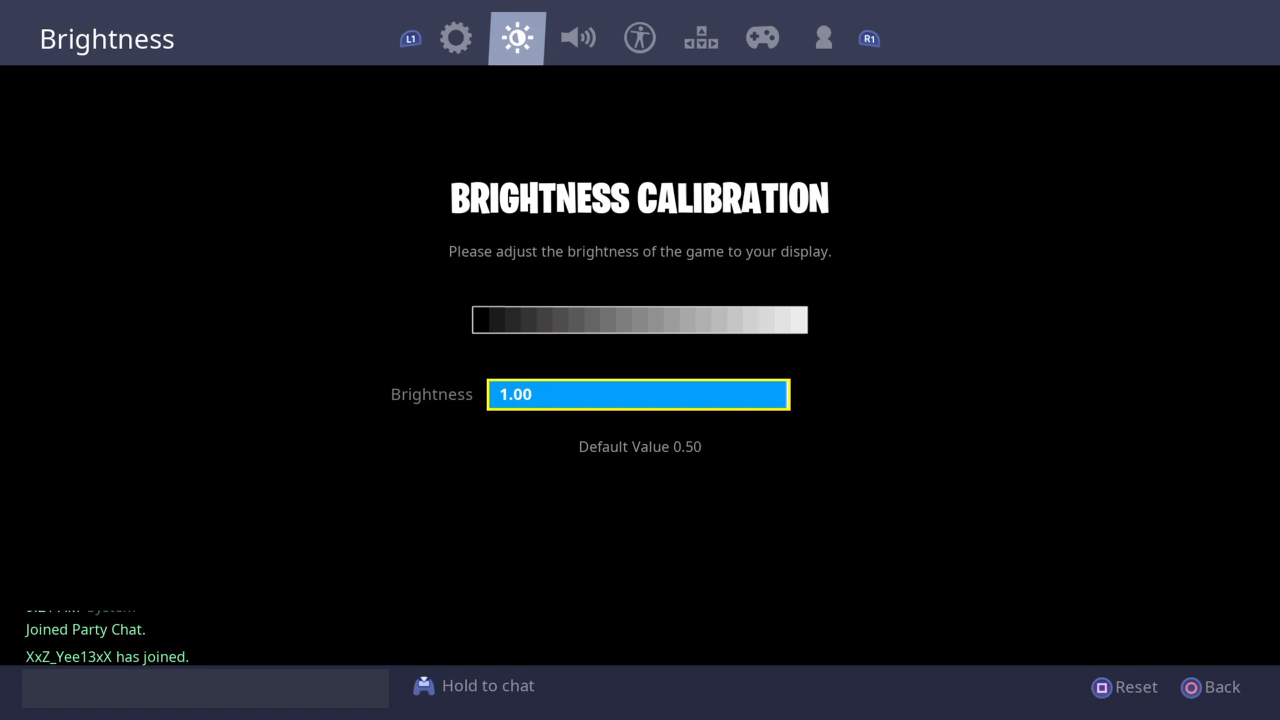 Brightness
L1
R1
BRIGHTNESS CALIBRATION
Please adjust the brightness of the game to your display.
Brightness 1.00
Default Value 0.50
Joined Party Chat.
XxZ_Yee13xX has joined.
Hold to chat
Reset
Back